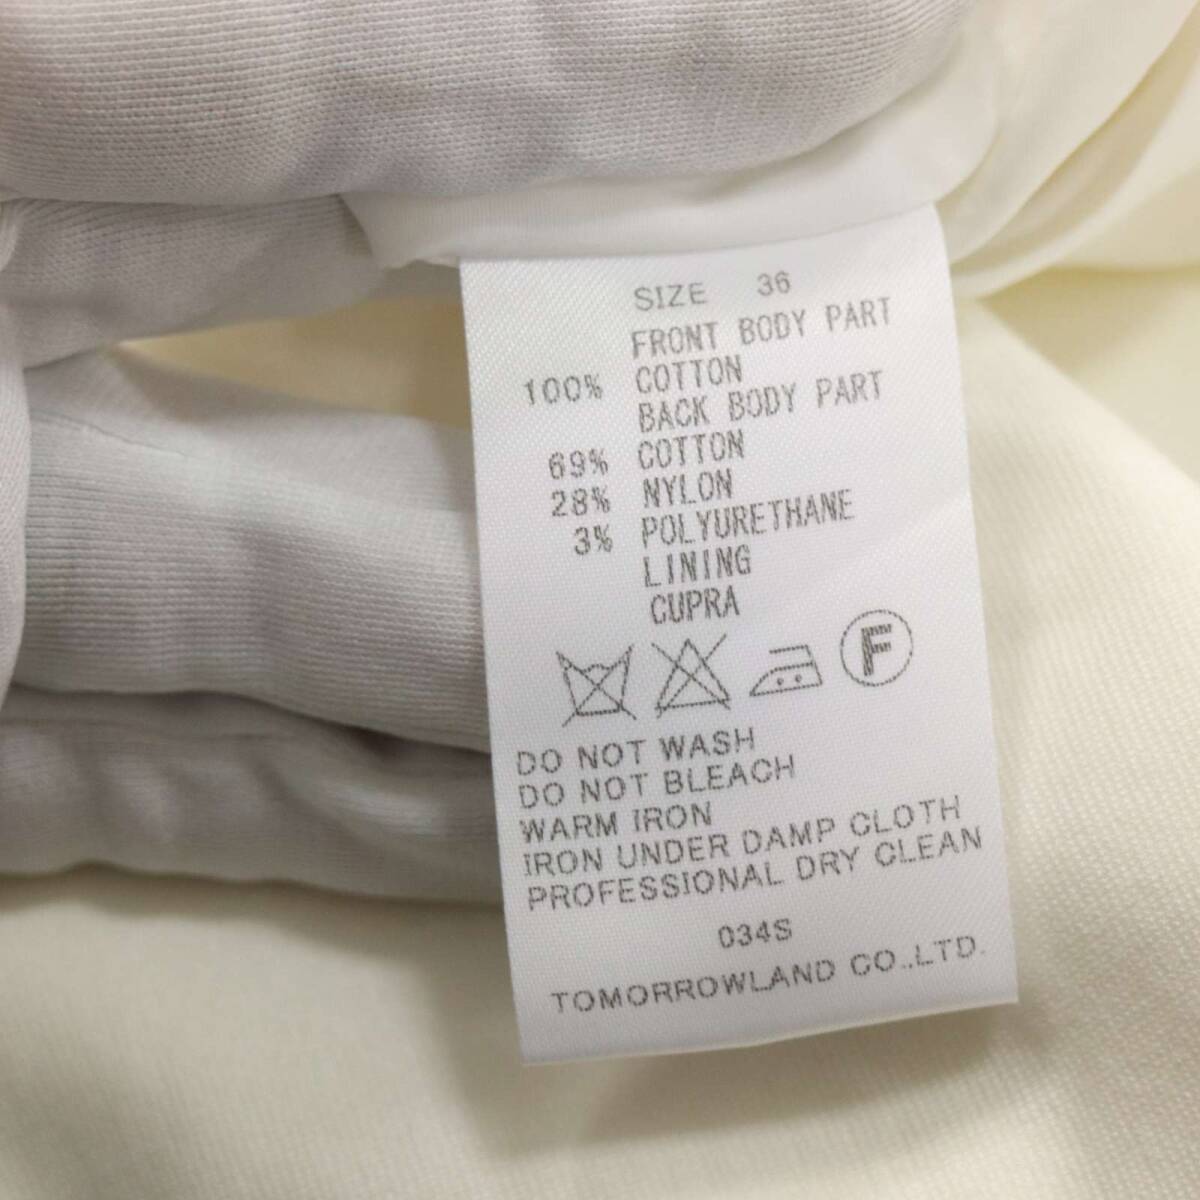 SIZE 36
FRONT BODY PART
100% COTTON
BACK BODY PART
69% COTTON
28% NYLON
3% POLYURETHANE
LINING
CUPRA
F
DO NOT WASH
DO NOT BLEACH
WARM IRON
IRON UNDER DAMP CLOTH
PROFESSIONAL DRY CLEAN
034S
TOMORROWLAND CO.,LTD.